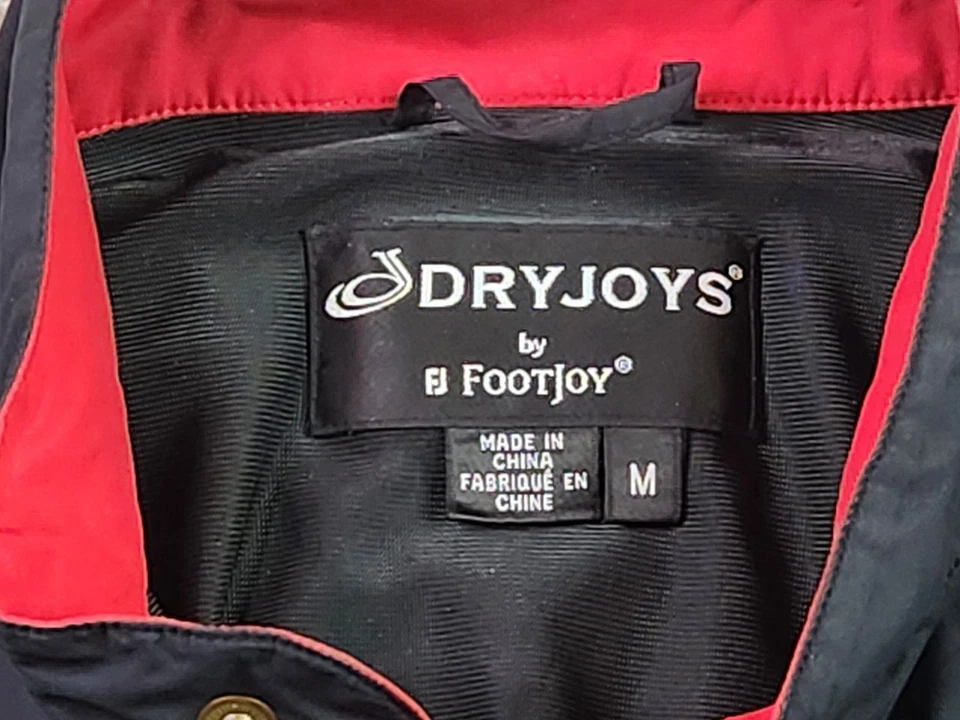 DRYJOYS®
by
FJ FOOTJOY®
MADE IN
CHINA
FABRIQUÉ EN
CHINE
M